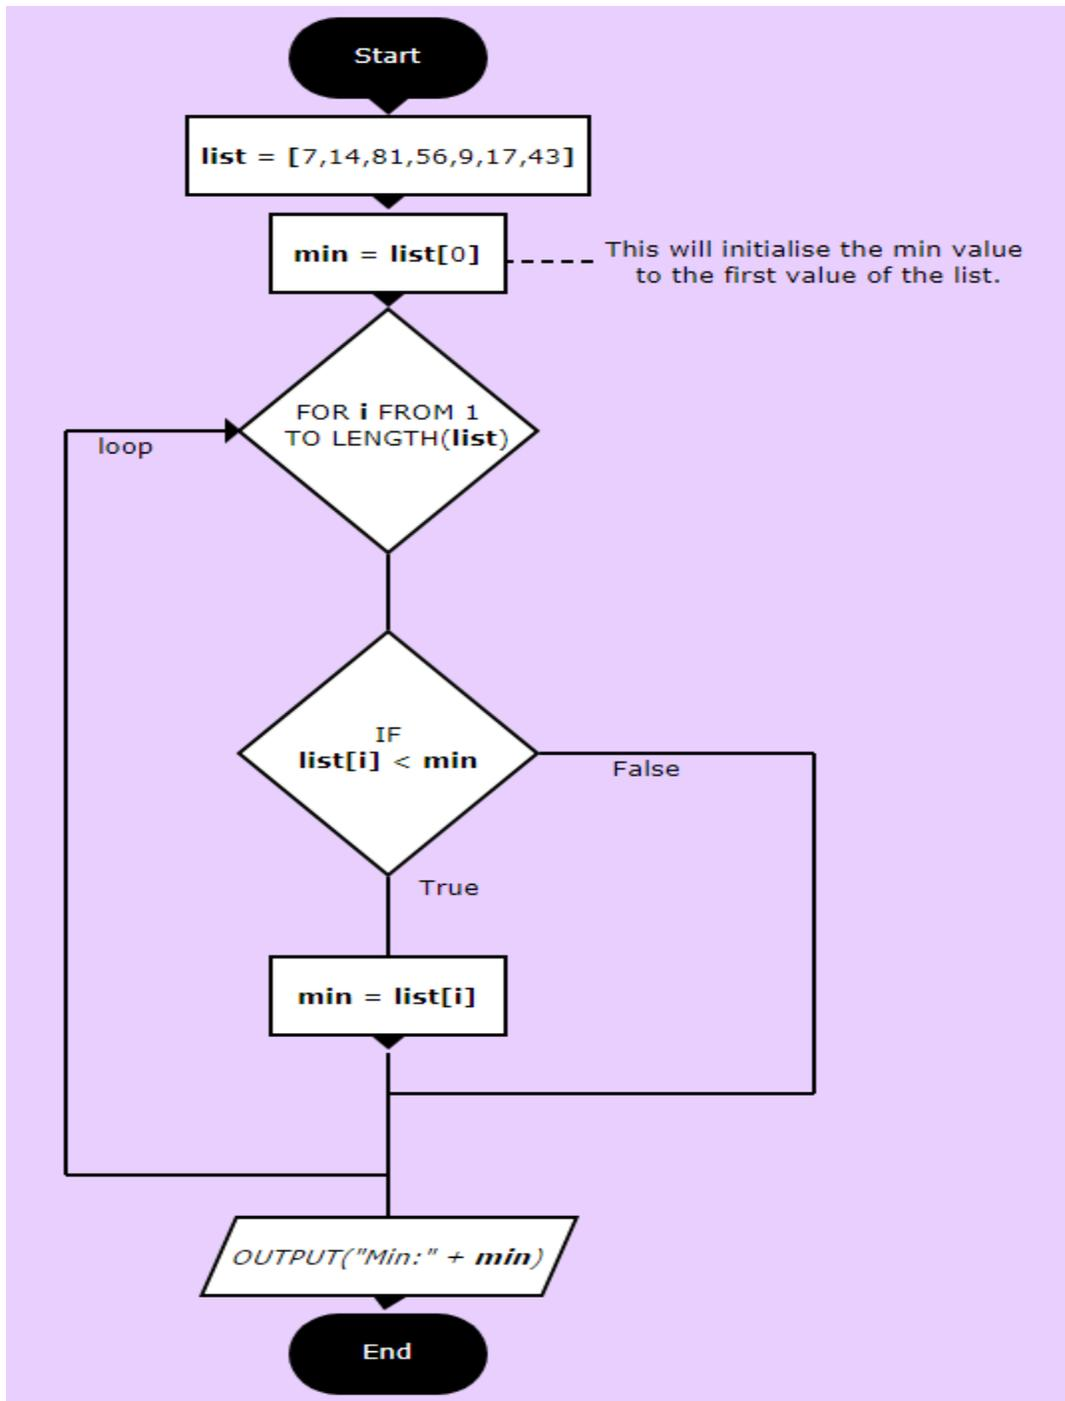 Start
list = [7,14,81,56,9,17,43]
min = list[0]
This will initialise the min value
to the first value of the list.
FOR i FROM 1
TO LENGTH(list)
loop
IF
list[i] < min
False
True
min = list[i]
OUTPUT("Min:" + min)
End